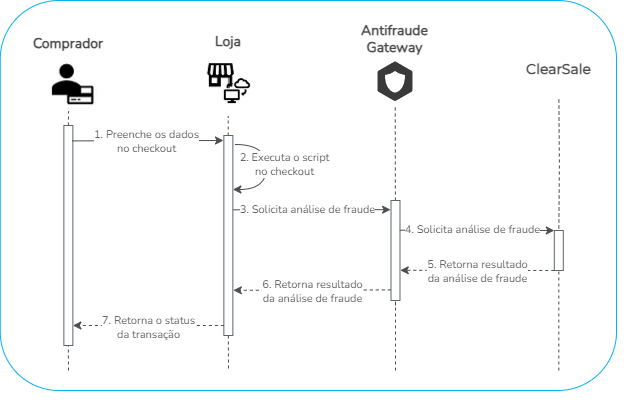 Comprador
Loja
Antifraude
Gateway
ClearSale
1. Preenche os dados
no checkout
2. Executa o script
no checkout
3. Solicita análise de fraude
4. Solicita análise de fraude
5. Retorna resultado
da análise de fraude
6. Retorna resultado
da análise de fraude
7. Retorna o status
da transação